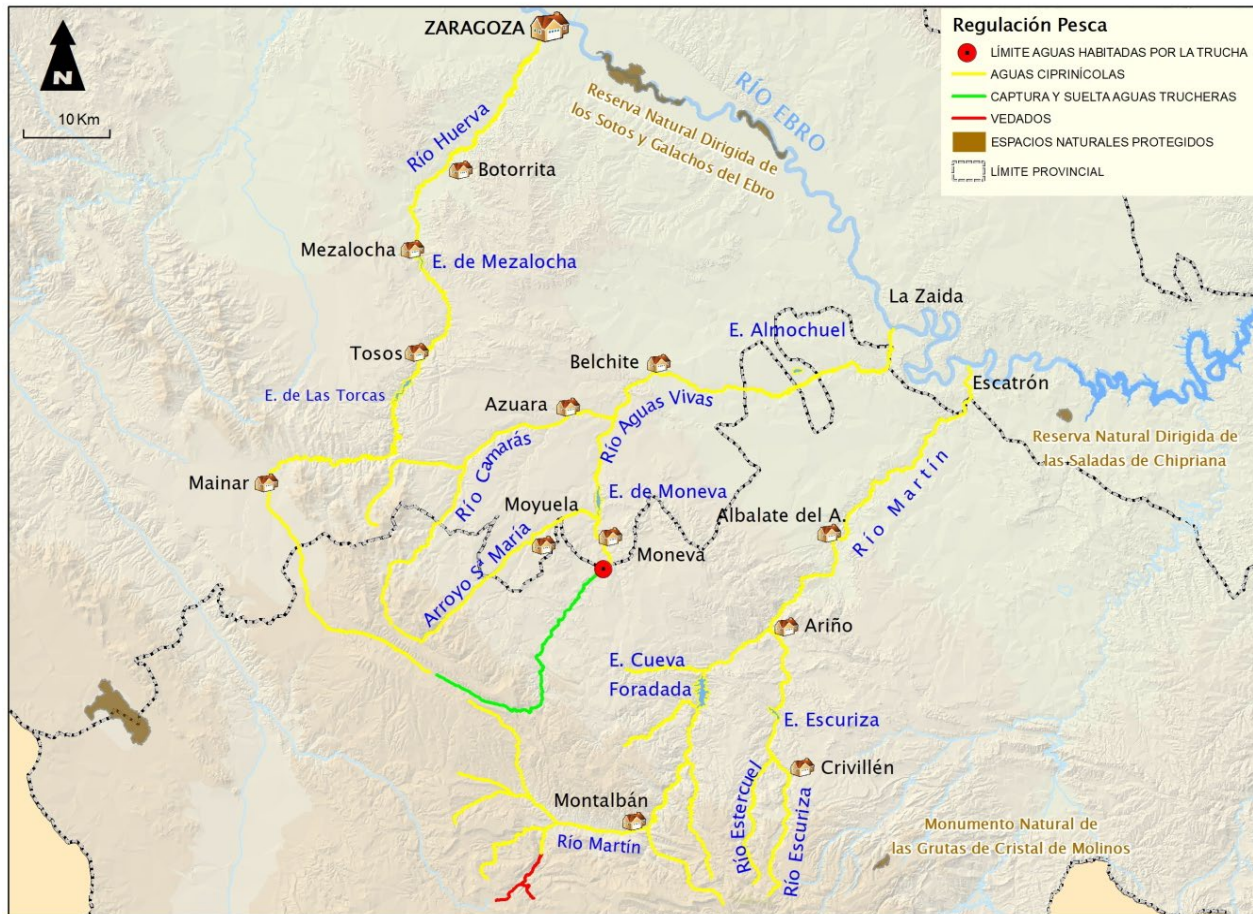 ZARAGOZA
N
10 Km
Regulación Pesca
LÍMITE AGUAS HABITADAS POR LA TRUCHA
AGUAS CIPRINÍCOLAS
CAPTURA Y SUELTA AGUAS TRUCHERAS
VEDADOS
ESPACIOS NATURALES PROTEGIDOS
LÍMITE PROVINCIAL
RÍO EBRO
Reserva Natural Dirigida de
los Sotos y Galachos del Ebro
Río Huerva
Botorrita
Mezalocha
E. de Mezalocha
La Zaida
E. Almochuel
Tosos
Belchite
E. de Las Torcas
Azuara
Escatrón
Río Aguas Vivas
Reserva Natural Dirigida de
las Saladas de Chipriana
Río Camarás
Mainar
E. de Moneva
Moyuela
Río Martín
Albalate del A.
Moneva
Arroyo Sª María
Ariño
E. Cueva
Foradada
E. Escuriza
Crivillén
Montalbán
Río Estercuel
Río Escuriza
Río Martín
Monumento Natural de
las Grutas de Cristal de Molinos